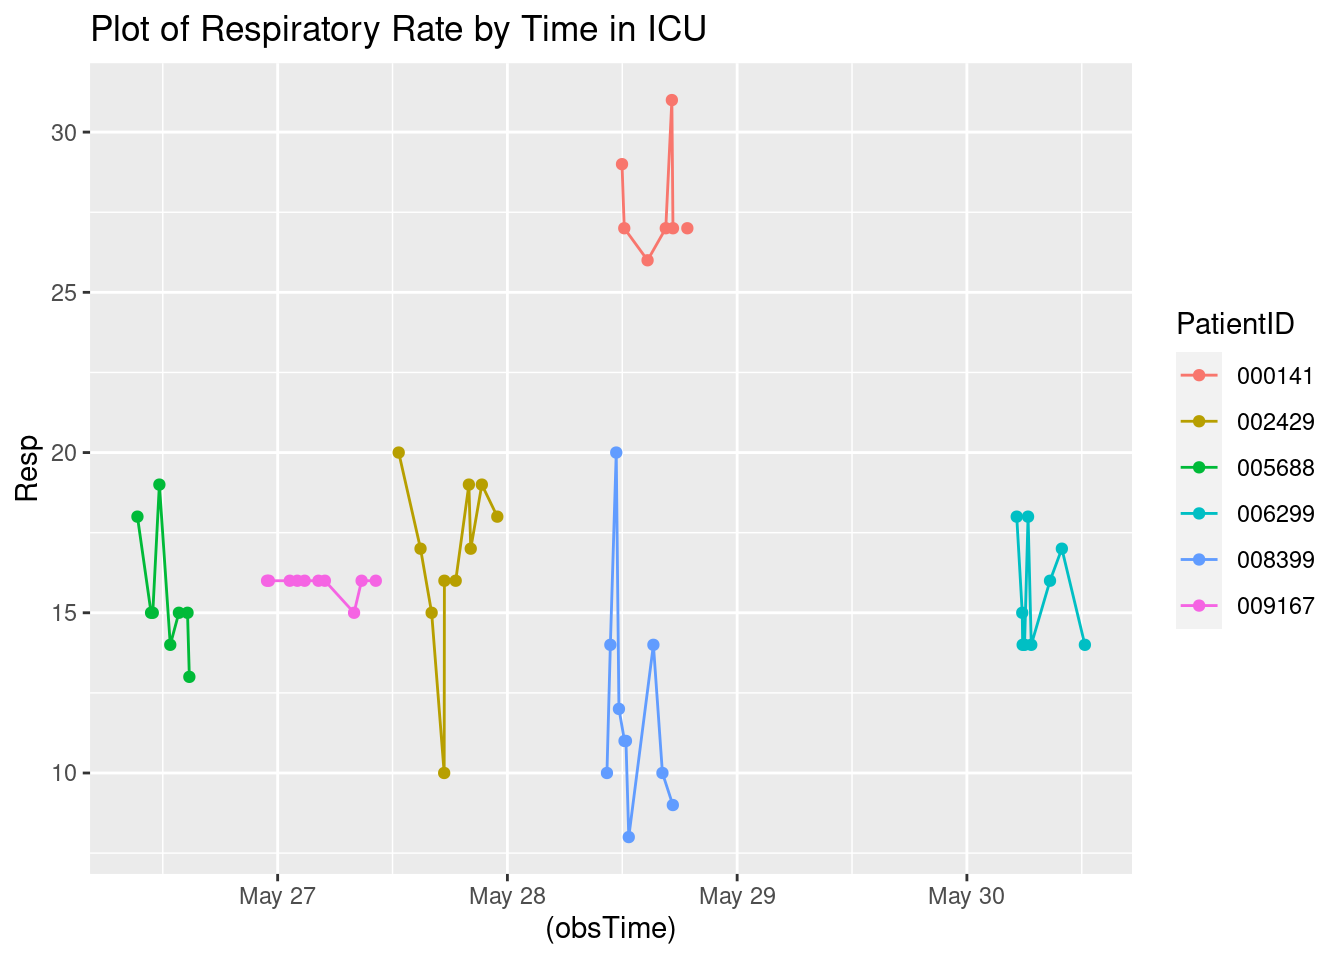 Plot of Respiratory Rate by Time in ICU
30
25
20
15
10
Resp
May 27 May 28 May 29 May 30
(obsTime)
PatientID
000141
002429
005688
006299
008399
009167